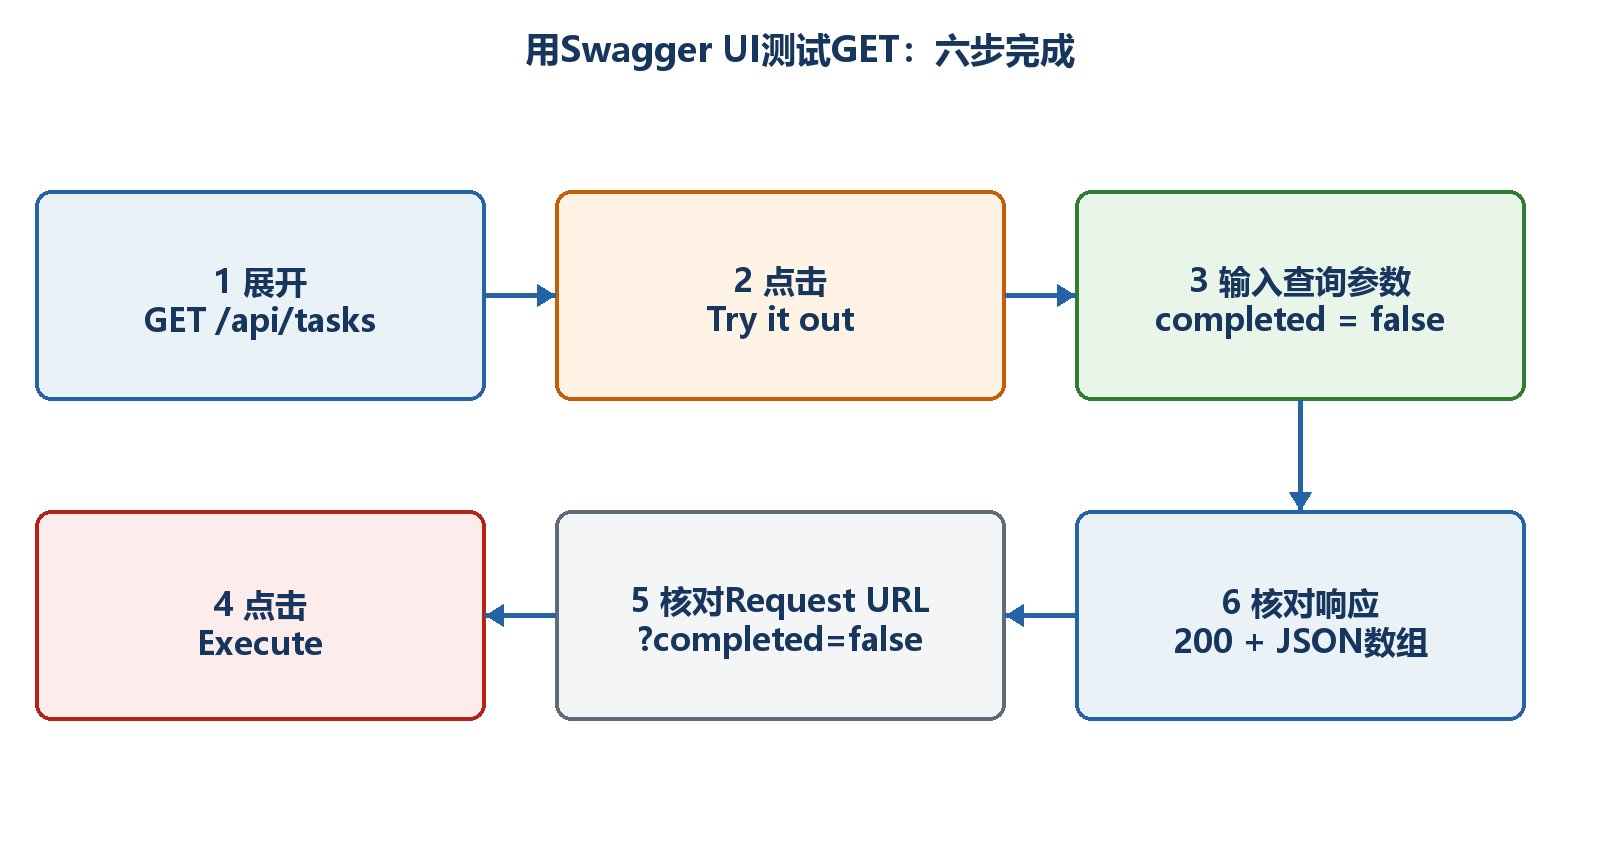 用Swagger UI测试GET：六步完成
1 展开
GET /api/tasks
2 点击
Try it out
3 输入查询参数
completed = false
4 点击
Execute
5 核对Request URL
?completed=false
6 核对响应
200 + JSON数组